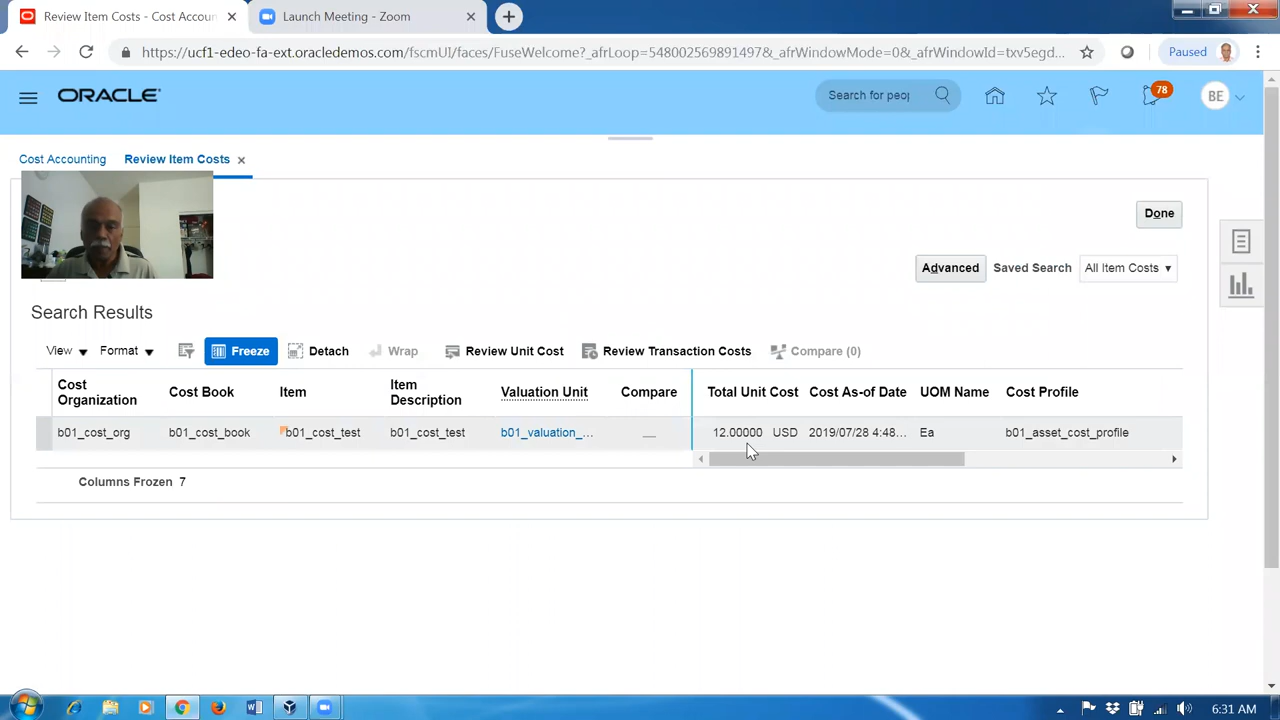 Review Item Costs - Cost Accoun
Launch Meeting - Zoom
https://ucf1-edeo-fa-ext.oracledemos.com/fscmUI/faces/FuseWelcome?_afrLoop=548002569891497&_afrWindowMode=0&_afrWindowId=txv5egd...
Paused
ORACLE
Search for peop
78
BE
Cost Accounting
Review Item Costs
Done
Advanced
Saved Search
All Item Costs
Search Results
View
Format
Freeze
Detach
Wrap
Review Unit Cost
Review Transaction Costs
Compare (0)
Cost Organization Cost Book Item Item Description Valuation Unit Compare Total Unit Cost Cost As-of Date UOM Name Cost Profile
b01_cost_org b01_cost_book b01_cost_test b01_cost_test b01_valuation_... 12.00000 USD 2019/07/28 4:48... Ea b01_asset_cost_profile
Columns Frozen 7
6:31 AM